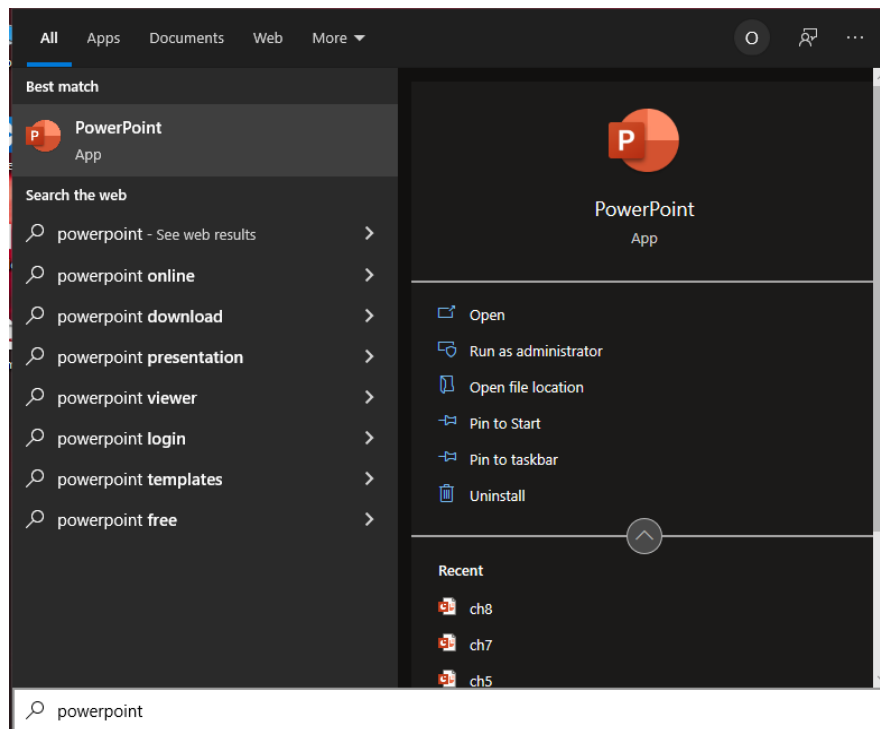 All Apps Documents Web More O ...
Best match
PowerPoint
App
Search the web
powerpoint - See web results
powerpoint online
powerpoint download
powerpoint presentation
powerpoint viewer
powerpoint login
powerpoint templates
powerpoint free
P
PowerPoint
App
Open
Run as administrator
Open file location
Pin to Start
Pin to taskbar
Uninstall
Recent
ch8
ch7
ch5
powerpoint